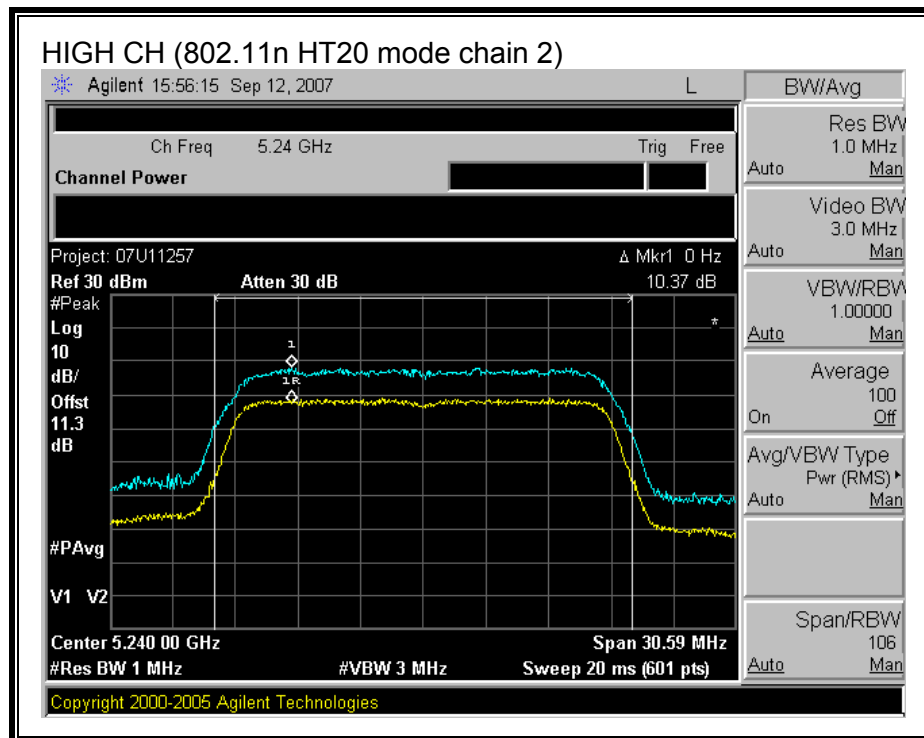 HIGH CH (802.11n HT20 mode chain 2)
Agilent 15:56:15 Sep 12, 2007 L
BW/Avg
Ch Freq 5.24 GHz Trig Free
Channel Power
Project: 07U11257
Δ Mkr1 0 Hz
Ref 30 dBm Atten 30 dB 10.37 dB
#Peak
Log
10
dB/
Offst
11.3
dB
1
1R
*
#PAvg
V1 V2
Center 5.240 00 GHz Span 30.59 MHz
#Res BW 1 MHz #VBW 3 MHz Sweep 20 ms (601 pts)
Copyright 2000-2005 Agilent Technologies
Res BW
1.0 MHz
Auto Man
Video BW
3.0 MHz
Auto Man
VBW/RBW
1.00000
Auto Man
Average
100
On Off
Avg/VBW Type
Pwr (RMS)
Auto Man
Span/RBW
106
Auto Man